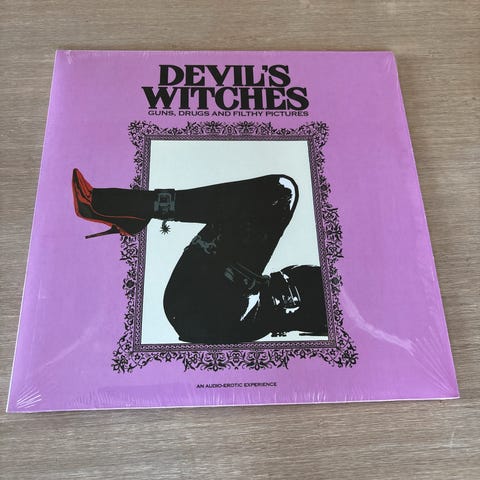 DEVIL'S
WITCHES
GUNS, DRUGS AND FILTHY PICTURES
AN AUDIO-EROTIC EXPERIENCE